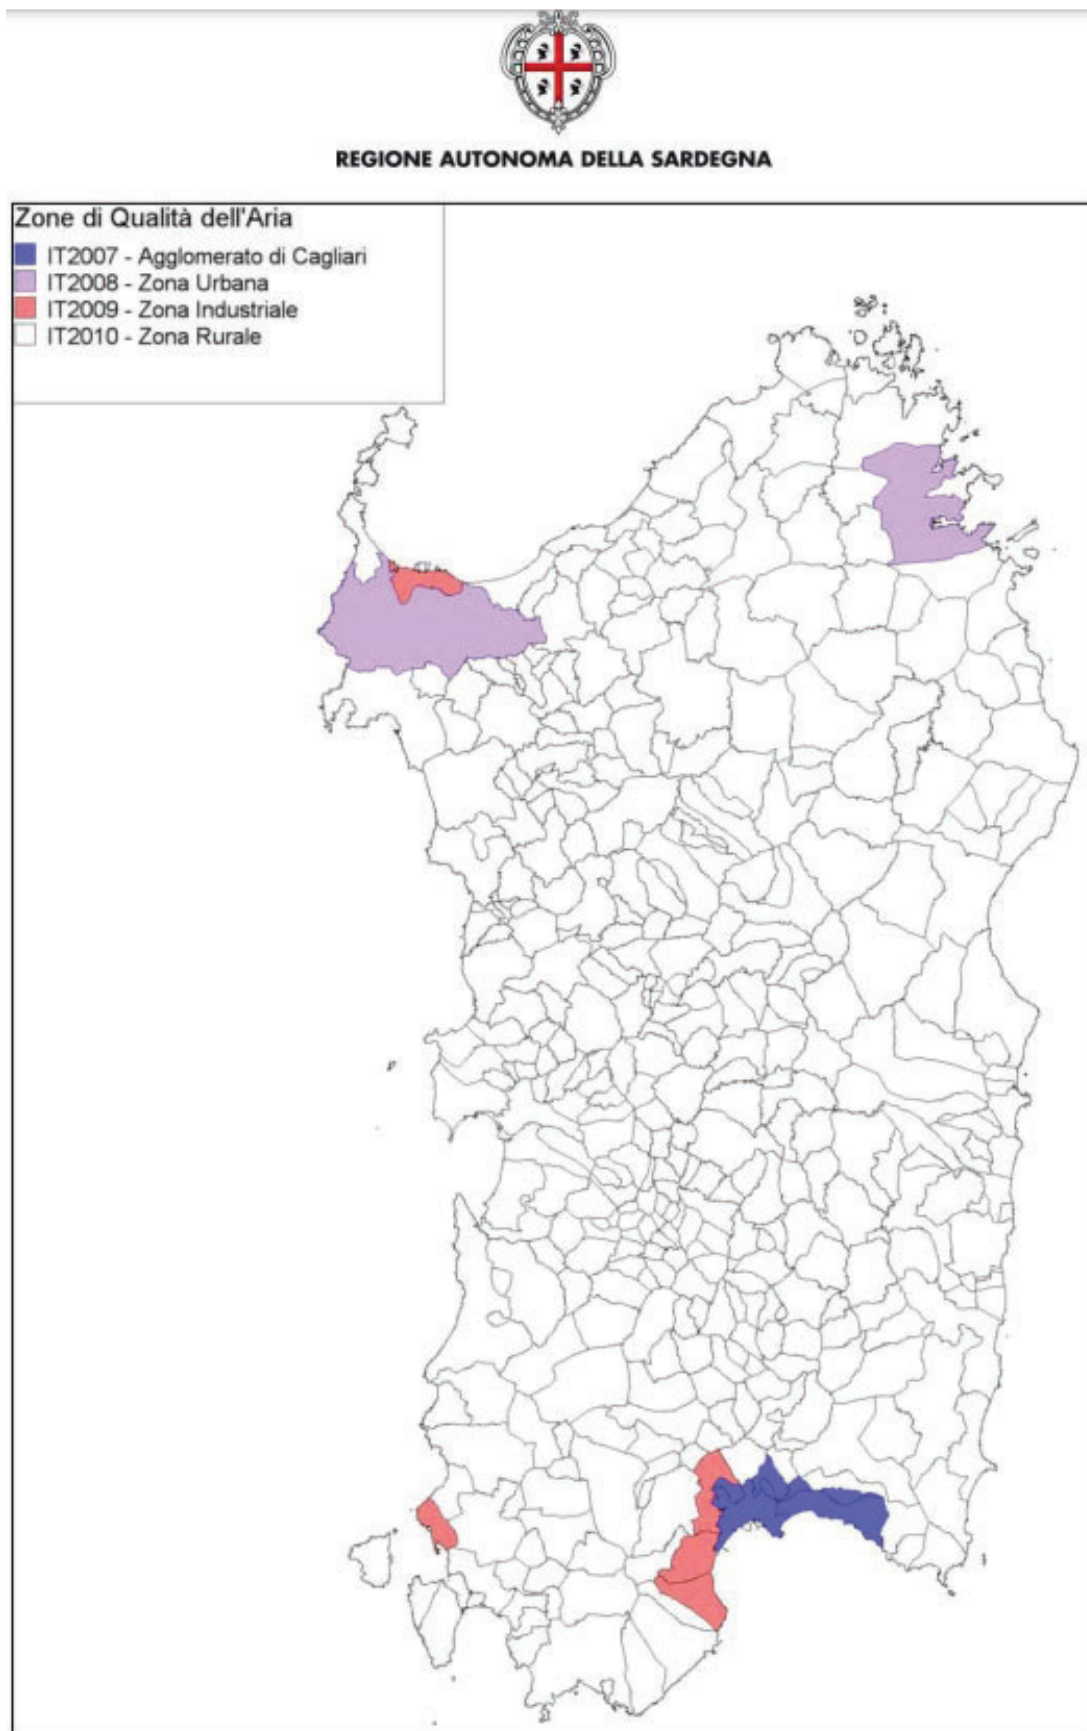 REGIONE AUTONOMA DELLA SARDEGNA
Zone di Qualità dell'Aria
IT2007 - Agglomerato di Cagliari
IT2008 - Zona Urbana
IT2009 - Zona Industriale
IT2010 - Zona Rurale